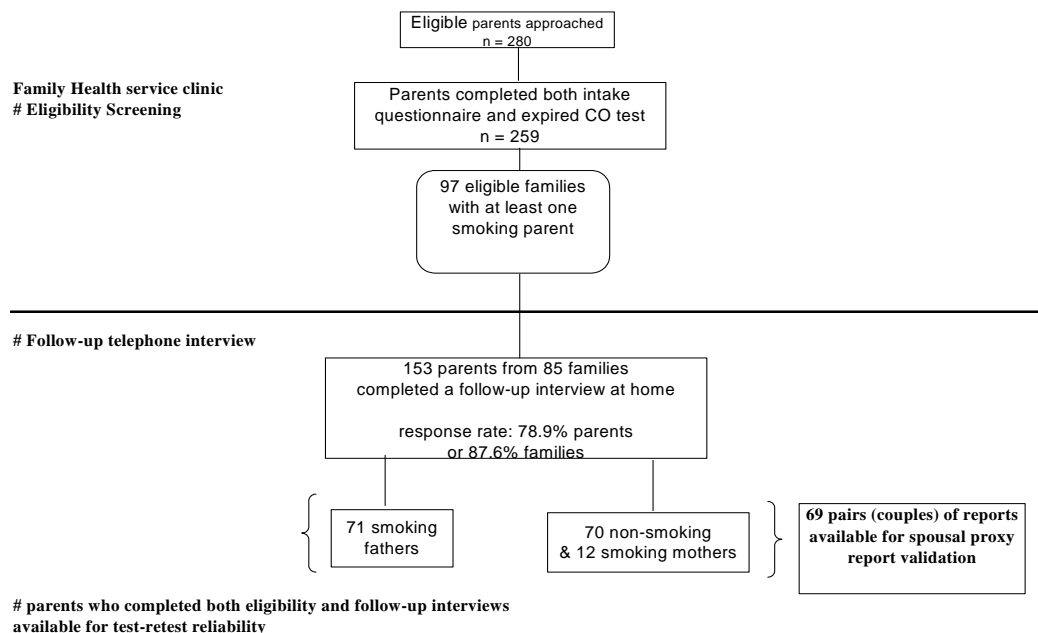 Eligible parents approached
n = 280
Family Health service clinic
# Eligibility Screening
Parents completed both intake
questionnaire and expired CO test
n = 259
97 eligible families
with at least one
smoking parent
# Follow-up telephone interview
153 parents from 85 families
completed a follow-up interview at home
response rate: 78.9% parents
or 87.6% families
71 smoking
fathers
70 non-smoking
& 12 smoking mothers
69 pairs (couples) of reports
available for spousal proxy
report validation
# parents who completed both eligibility and follow-up interviews
available for test-retest reliability